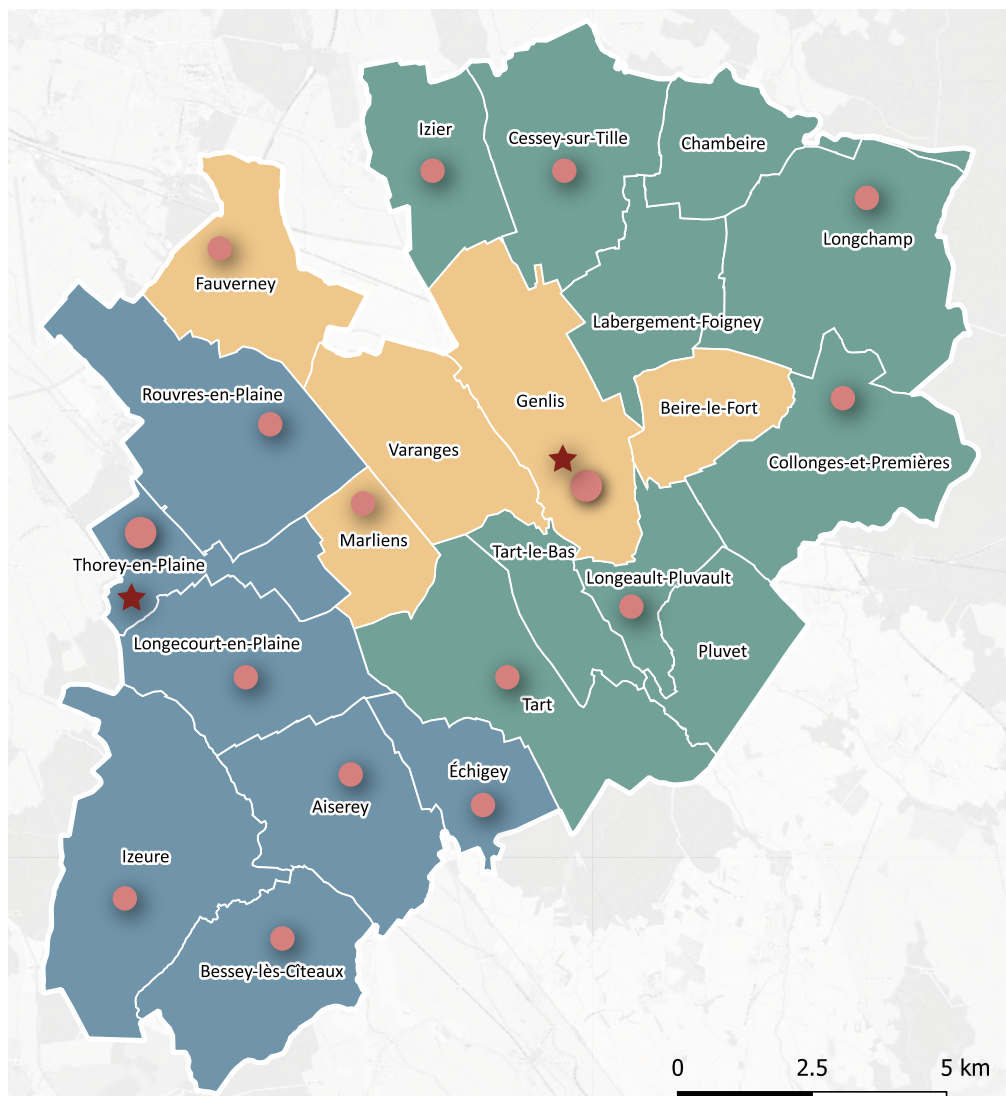 Izier
Cessey-sur-Tille
Chambeire
Longchamp
Fauverney
Labergement-Foigney
Rouvres-en-Plaine
Genlis
Beire-le-Fort
Varanges
Collonges-et-Premières
Marliens
Tart-le-Bas
Thorey-en-Plaine
Longeault-Pluvault
Longecourt-en-Plaine
Pluvet
Tart
Échigey
Aiserey
Izeure
Bessey-lès-Cîteaux
0 2.5 5 km